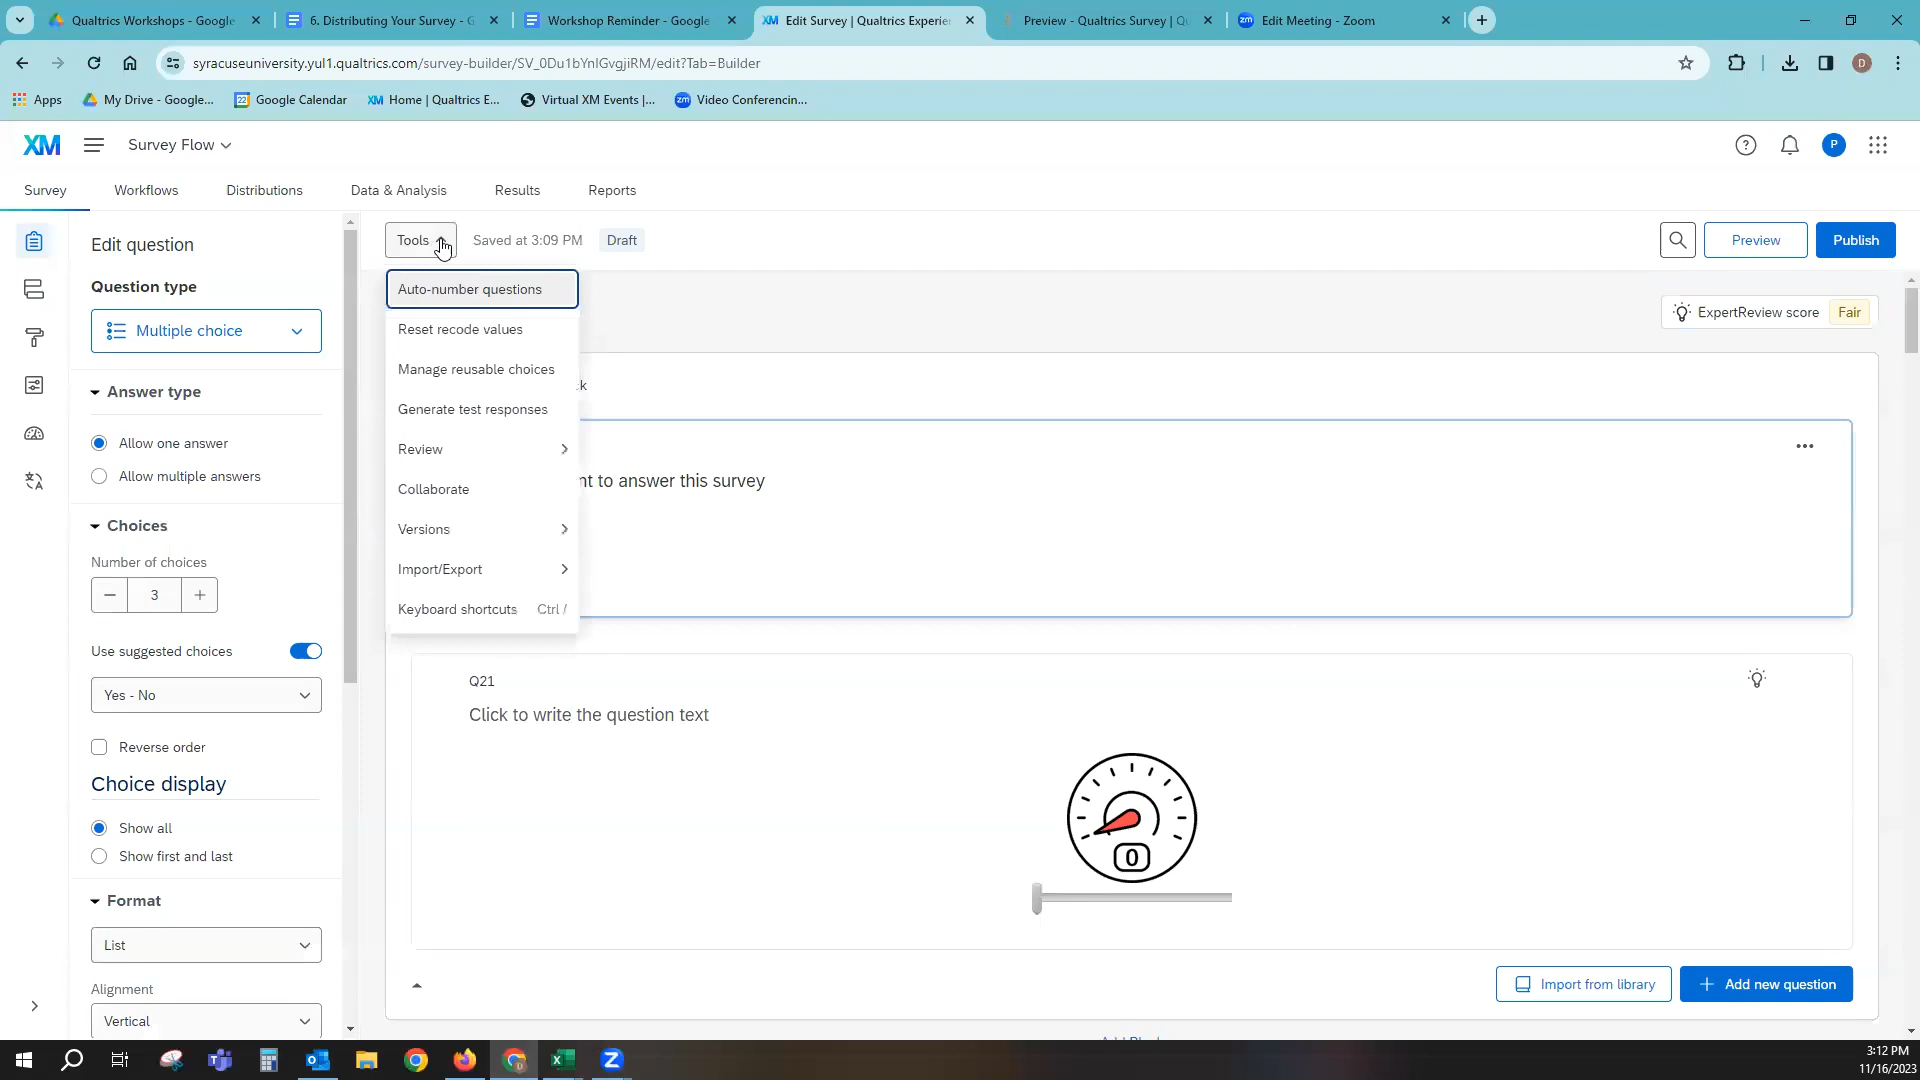 Qualtrics Workshops - Google
6. Distributing Your Survey - G
Workshop Reminder - Google
XM Edit Survey | Qualtrics Experie
Preview - Qualtrics Survey | Qu
zm Edit Meeting - Zoom
syracuseuniversity.yul1.qualtrics.com/survey-builder/SV_0Du1bYnlGvgjiRM/edit?Tab=Builder
D
Apps
My Drive - Google...
22 Google Calendar
XM Home | Qualtrics E...
Virtual XM Events |...
zm Video Conferencin...
XM
Survey Flow
P
Survey
Workflows
Distributions
Data & Analysis
Results
Reports
Edit question
Tools
Saved at 3:09 PM
Draft
Preview
Publish
Question type
Multiple choice
Answer type
Allow one answer
Allow multiple answers
Choices
Number of choices
3
Use suggested choices
Yes - No
Reverse order
Choice display
Show all
Show first and last
Format
List
Alignment
Vertical
Auto-number questions
Reset recode values
Manage reusable choices
Generate test responses
Review
Collaborate
Versions
Import/Export
Keyboard shortcuts Ctrl /
ExpertReview score Fair
k
nt to answer this survey
Q21
Click to write the question text
0
Import from library
Add new question
3:12 PM
11/16/2023